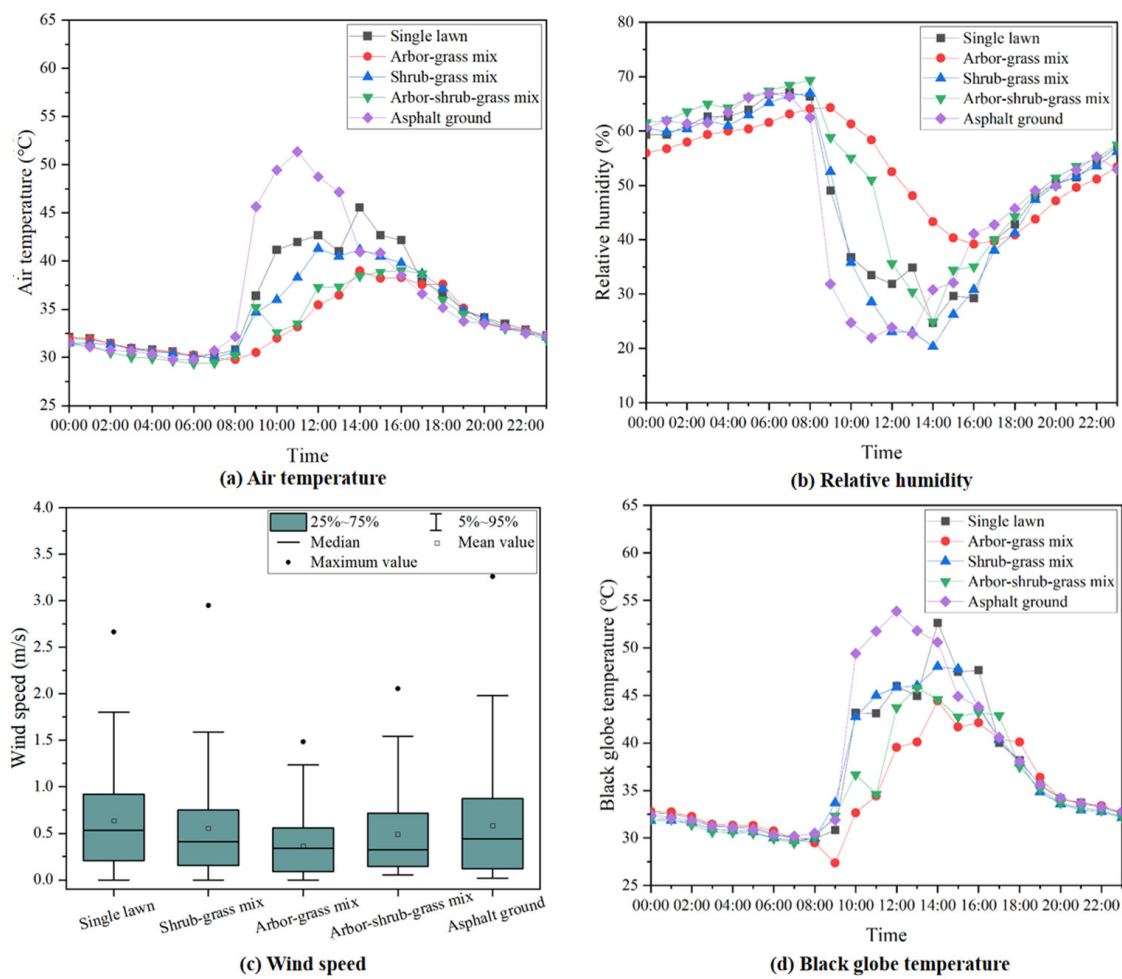 65
60
55
50
45
40
35
30
25
Air temperature (°C)
Single lawn
Arbor-grass mix
Shrub-grass mix
Arbor-shrub-grass mix
Asphalt ground
00:00 02:00 04:00 06:00 08:00 10:00 12:00 14:00 16:00 18:00 20:00 22:00
Time
(a) Air temperature
80
70
60
50
40
30
20
10
Relative humidity (%)
Single lawn
Arbor-grass mix
Shrub-grass mix
Arbor-shrub-grass mix
Asphalt ground
00:00 02:00 04:00 06:00 08:00 10:00 12:00 14:00 16:00 18:00 20:00 22:00
Time
(b) Relative humidity
4.0
3.5
3.0
2.5
2.0
1.5
1.0
0.5
0.0
Wind speed (m/s)
25%~75% 5%~95%
Median Mean value
Maximum value
Single lawn Shrub-grass mix Arbor-grass mix Arbor-shrub-grass mix Asphalt ground
(c) Wind speed
65
60
55
50
45
40
35
30
25
Black globe temperature (°C)
Single lawn
Arbor-grass mix
Shrub-grass mix
Arbor-shrub-grass mix
Asphalt ground
00:00 02:00 04:00 06:00 08:00 10:00 12:00 14:00 16:00 18:00 20:00 22:00
Time
(d) Black globe temperature